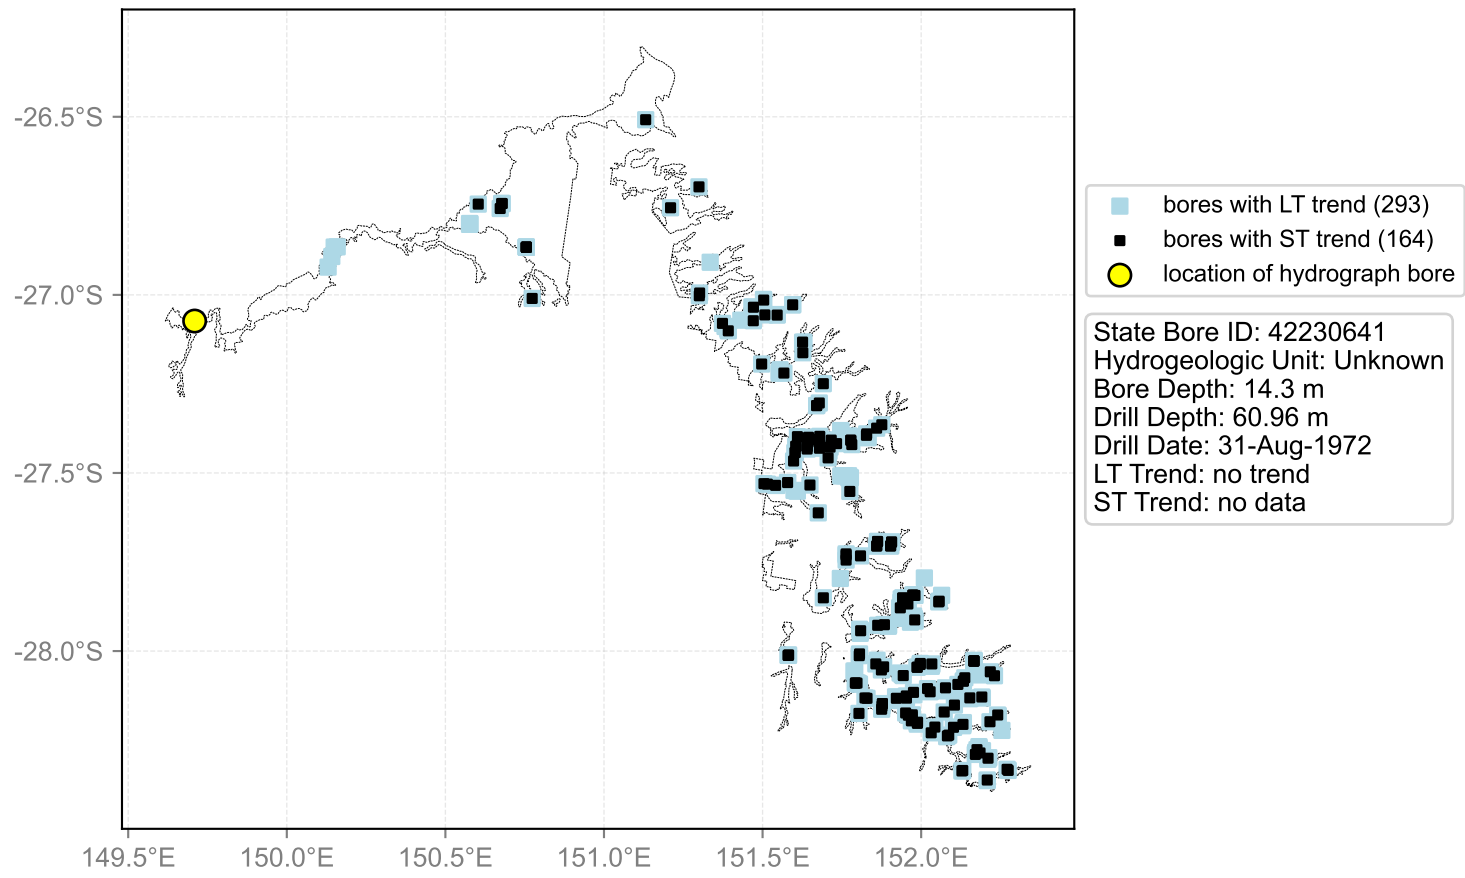 -26.5°S
-27.0°S
-27.5°S
-28.0°S
149.5°E
150.0°E
150.5°E
151.0°E
151.5°E
152.0°E
bores with LT trend (293)
bores with ST trend (164)
location of hydrograph bore
State Bore ID: 42230641
Hydrogeologic Unit: Unknown
Bore Depth: 14.3 m
Drill Depth: 60.96 m
Drill Date: 31-Aug-1972
LT Trend: no trend
ST Trend: no data